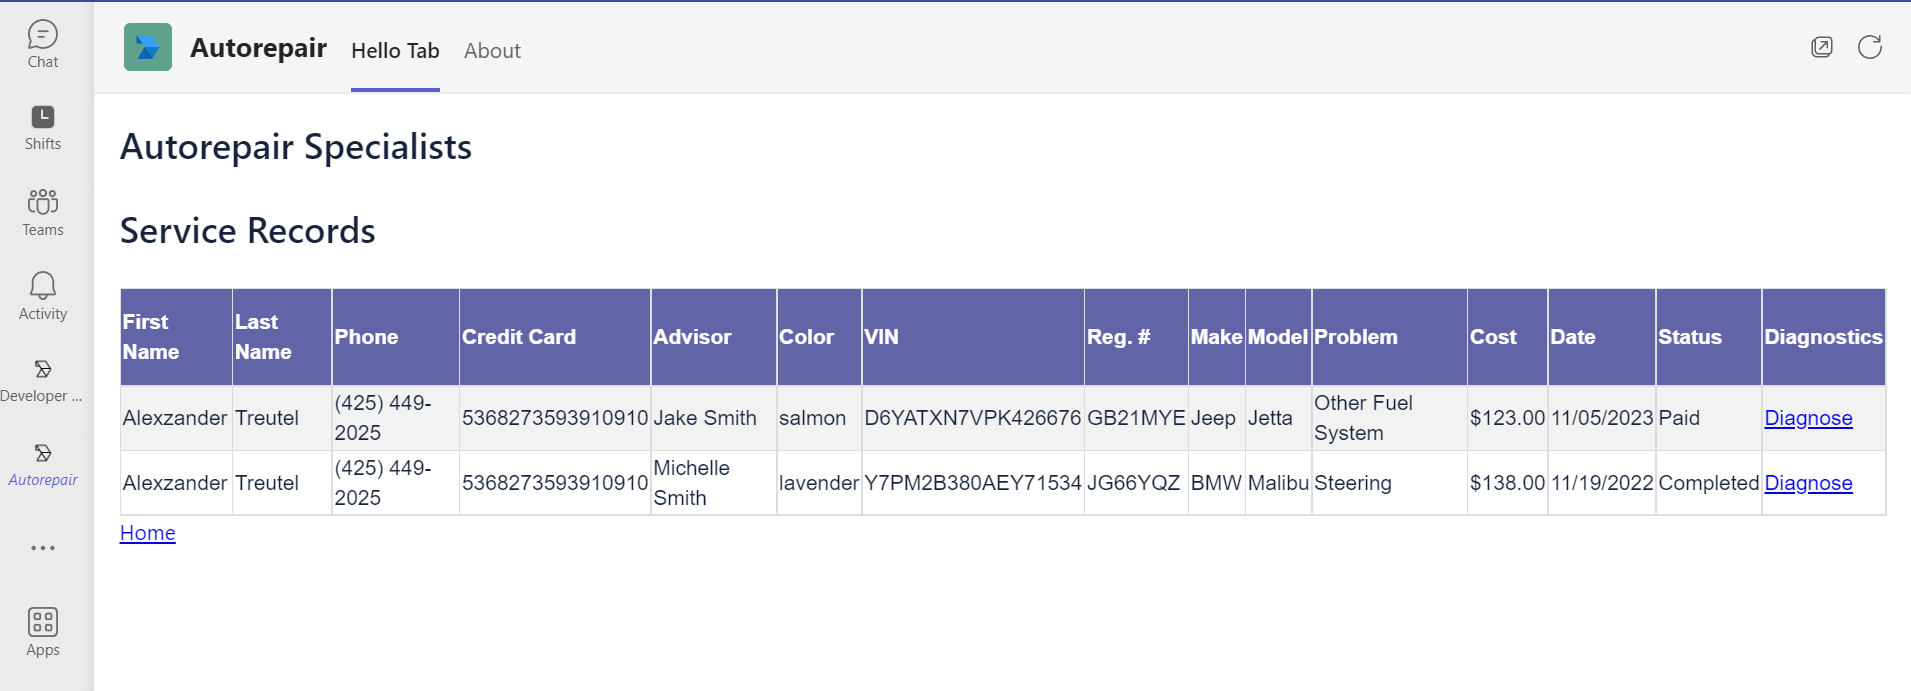 Chat
Shifts
Teams
Activity
Developer ...
Autorepair
Apps
Autorepair Hello Tab About
Autorepair Specialists
Service Records
First Name Last Name Phone Credit Card Advisor Color VIN Reg. # Make Model Problem Cost Date Status Diagnostics
Alexzander Treutel (425) 449-2025 5368273593910910 Jake Smith salmon D6YATXN7VPK426676 GB21MYE Jeep Jetta Other Fuel System $123.00 11/05/2023 Paid Diagnose
Alexzander Treutel (425) 449-2025 5368273593910910 Michelle Smith lavender Y7PM2B380AEY71534 JG66YQZ BMW Malibu Steering $138.00 11/19/2022 Completed Diagnose
Home